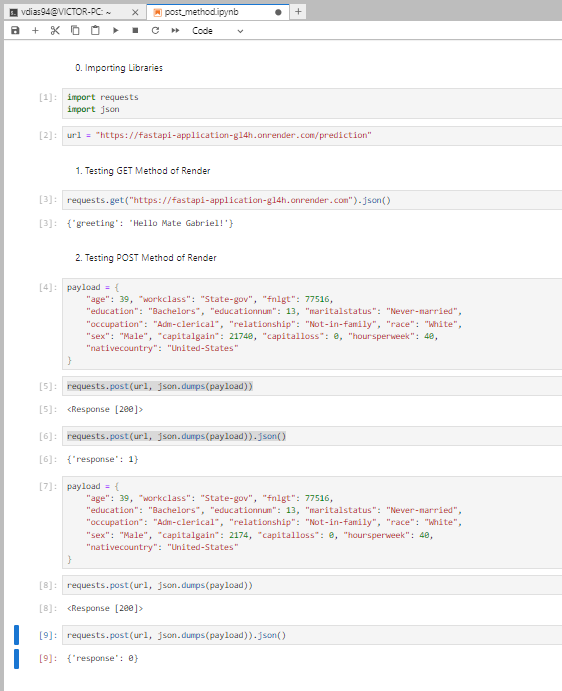 vdias94@VICTOR-PC: ~ × post_method.ipynb ● +
Code
0. Importing Libraries
[1]: import requests
import json
[2]: url = "https://fastapi-application-gl4h.onrender.com/prediction"
1. Testing GET Method of Render
[3]: requests.get("https://fastapi-application-gl4h.onrender.com").json()
[3]: {'greeting': 'Hello Mate Gabriel!'}
2. Testing POST Method of Render
[4]: payload = {
"age": 39, "workclass": "State-gov", "fnlgt": 77516,
"education": "Bachelors", "educationnum": 13, "maritalstatus": "Never-married",
"occupation": "Adm-clerical", "relationship": "Not-in-family", "race": "White",
"sex": "Male", "capitalgain": 21740, "capitalloss": 0, "hoursperweek": 40,
"nativecountry": "United-States"
}
[5]: requests.post(url, json.dumps(payload))
[5]: <Response [200]>
[6]: requests.post(url, json.dumps(payload)).json()
[6]: {'response': 1}
[7]: payload = {
"age": 39, "workclass": "State-gov", "fnlgt": 77516,
"education": "Bachelors", "educationnum": 13, "maritalstatus": "Never-married",
"occupation": "Adm-clerical", "relationship": "Not-in-family", "race": "White",
"sex": "Male", "capitalgain": 2174, "capitalloss": 0, "hoursperweek": 40,
"nativecountry": "United-States"
}
[8]: requests.post(url, json.dumps(payload))
[8]: <Response [200]>
[9]: requests.post(url, json.dumps(payload)).json()
[9]: {'response': 0}